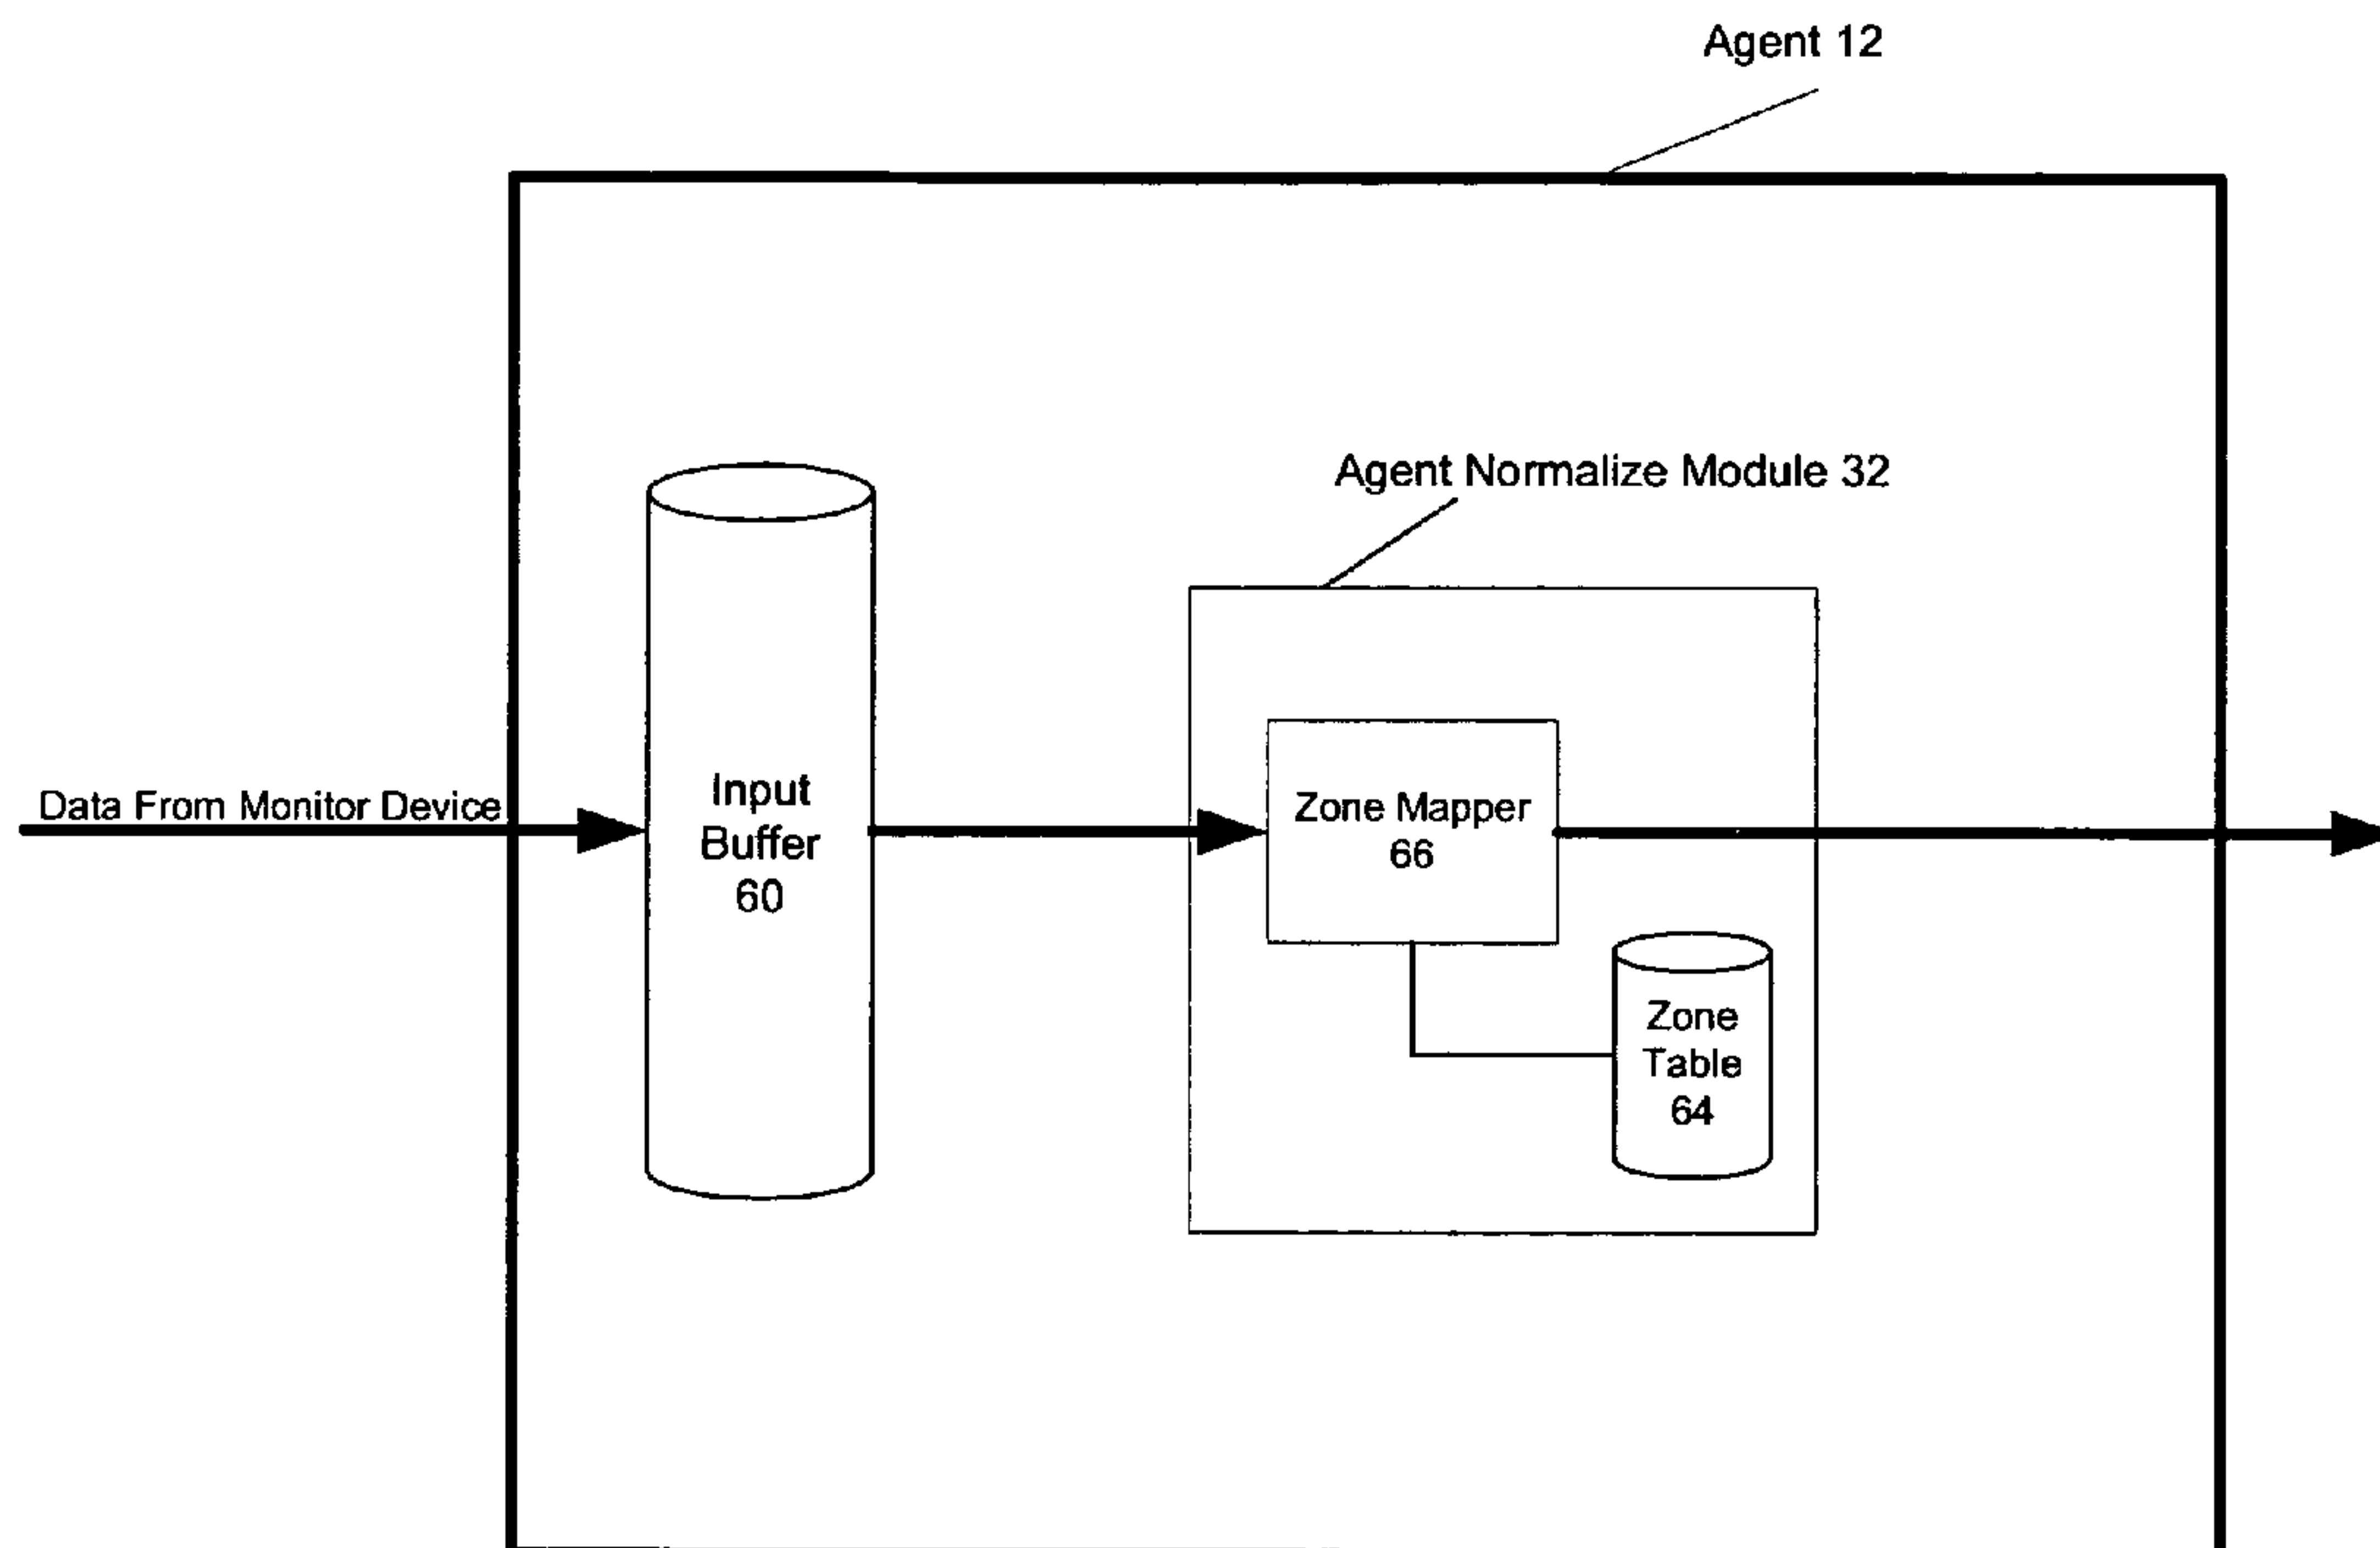 Agent 12
Agent Normalize Module 32
Data From Monitor Device
Input
Buffer
60
Zone Mapper
66
Zone
Table
64